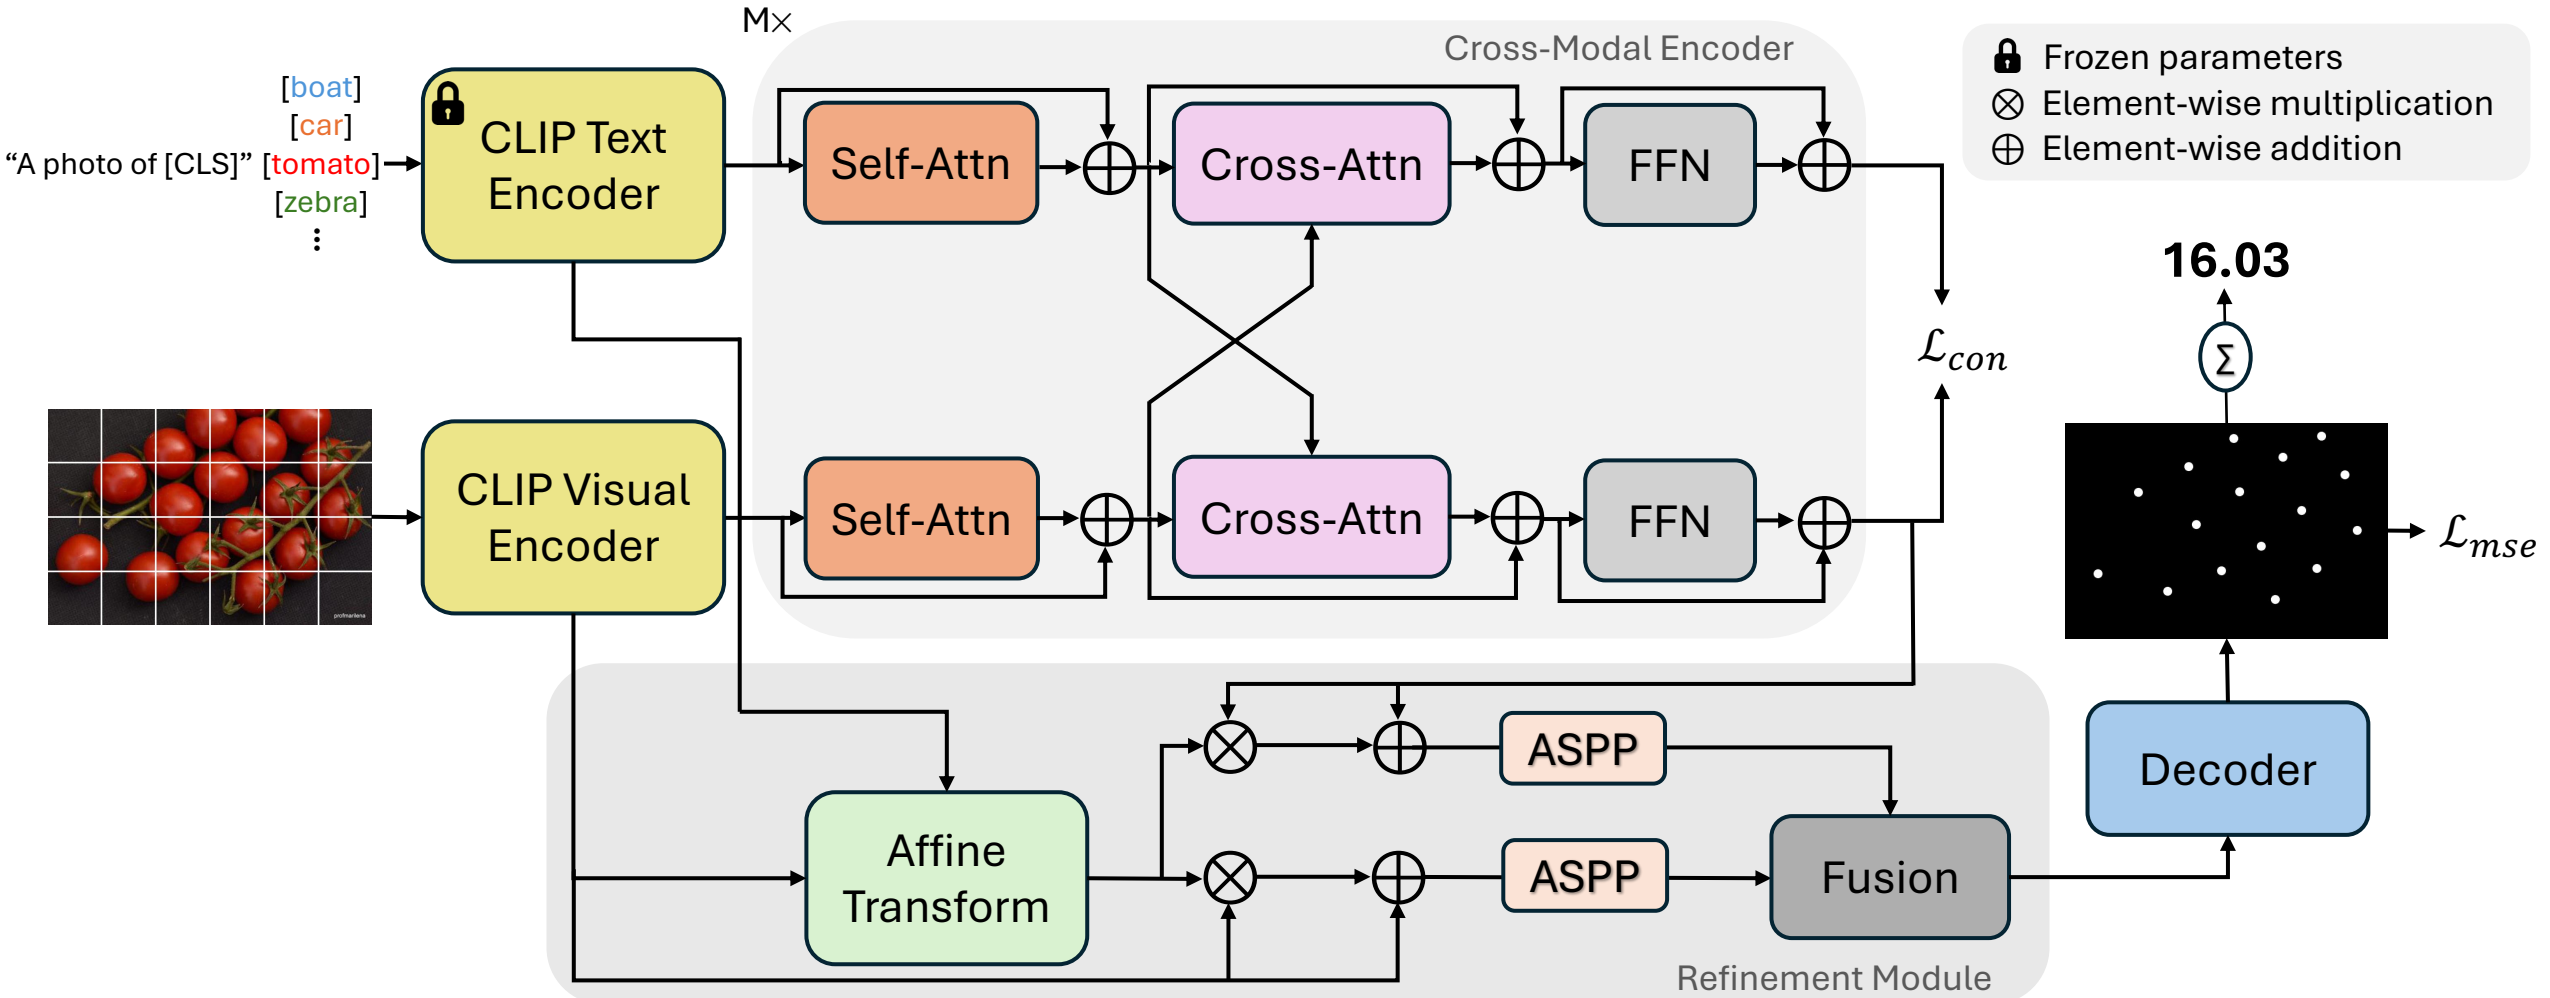 M×
Cross-Modal Encoder
Frozen parameters
Element-wise multiplication
Element-wise addition
[boat]
[car]
“A photo of [CLS]” [tomato]
[zebra]
⋮
CLIP Text
Encoder
Self-Attn
Cross-Attn
FFN
16.03
Σ
ℒcon
CLIP Visual
Encoder
Self-Attn
Cross-Attn
FFN
ℒmse
profmarilena
ASPP
Decoder
Affine
Transform
ASPP
Fusion
Refinement Module